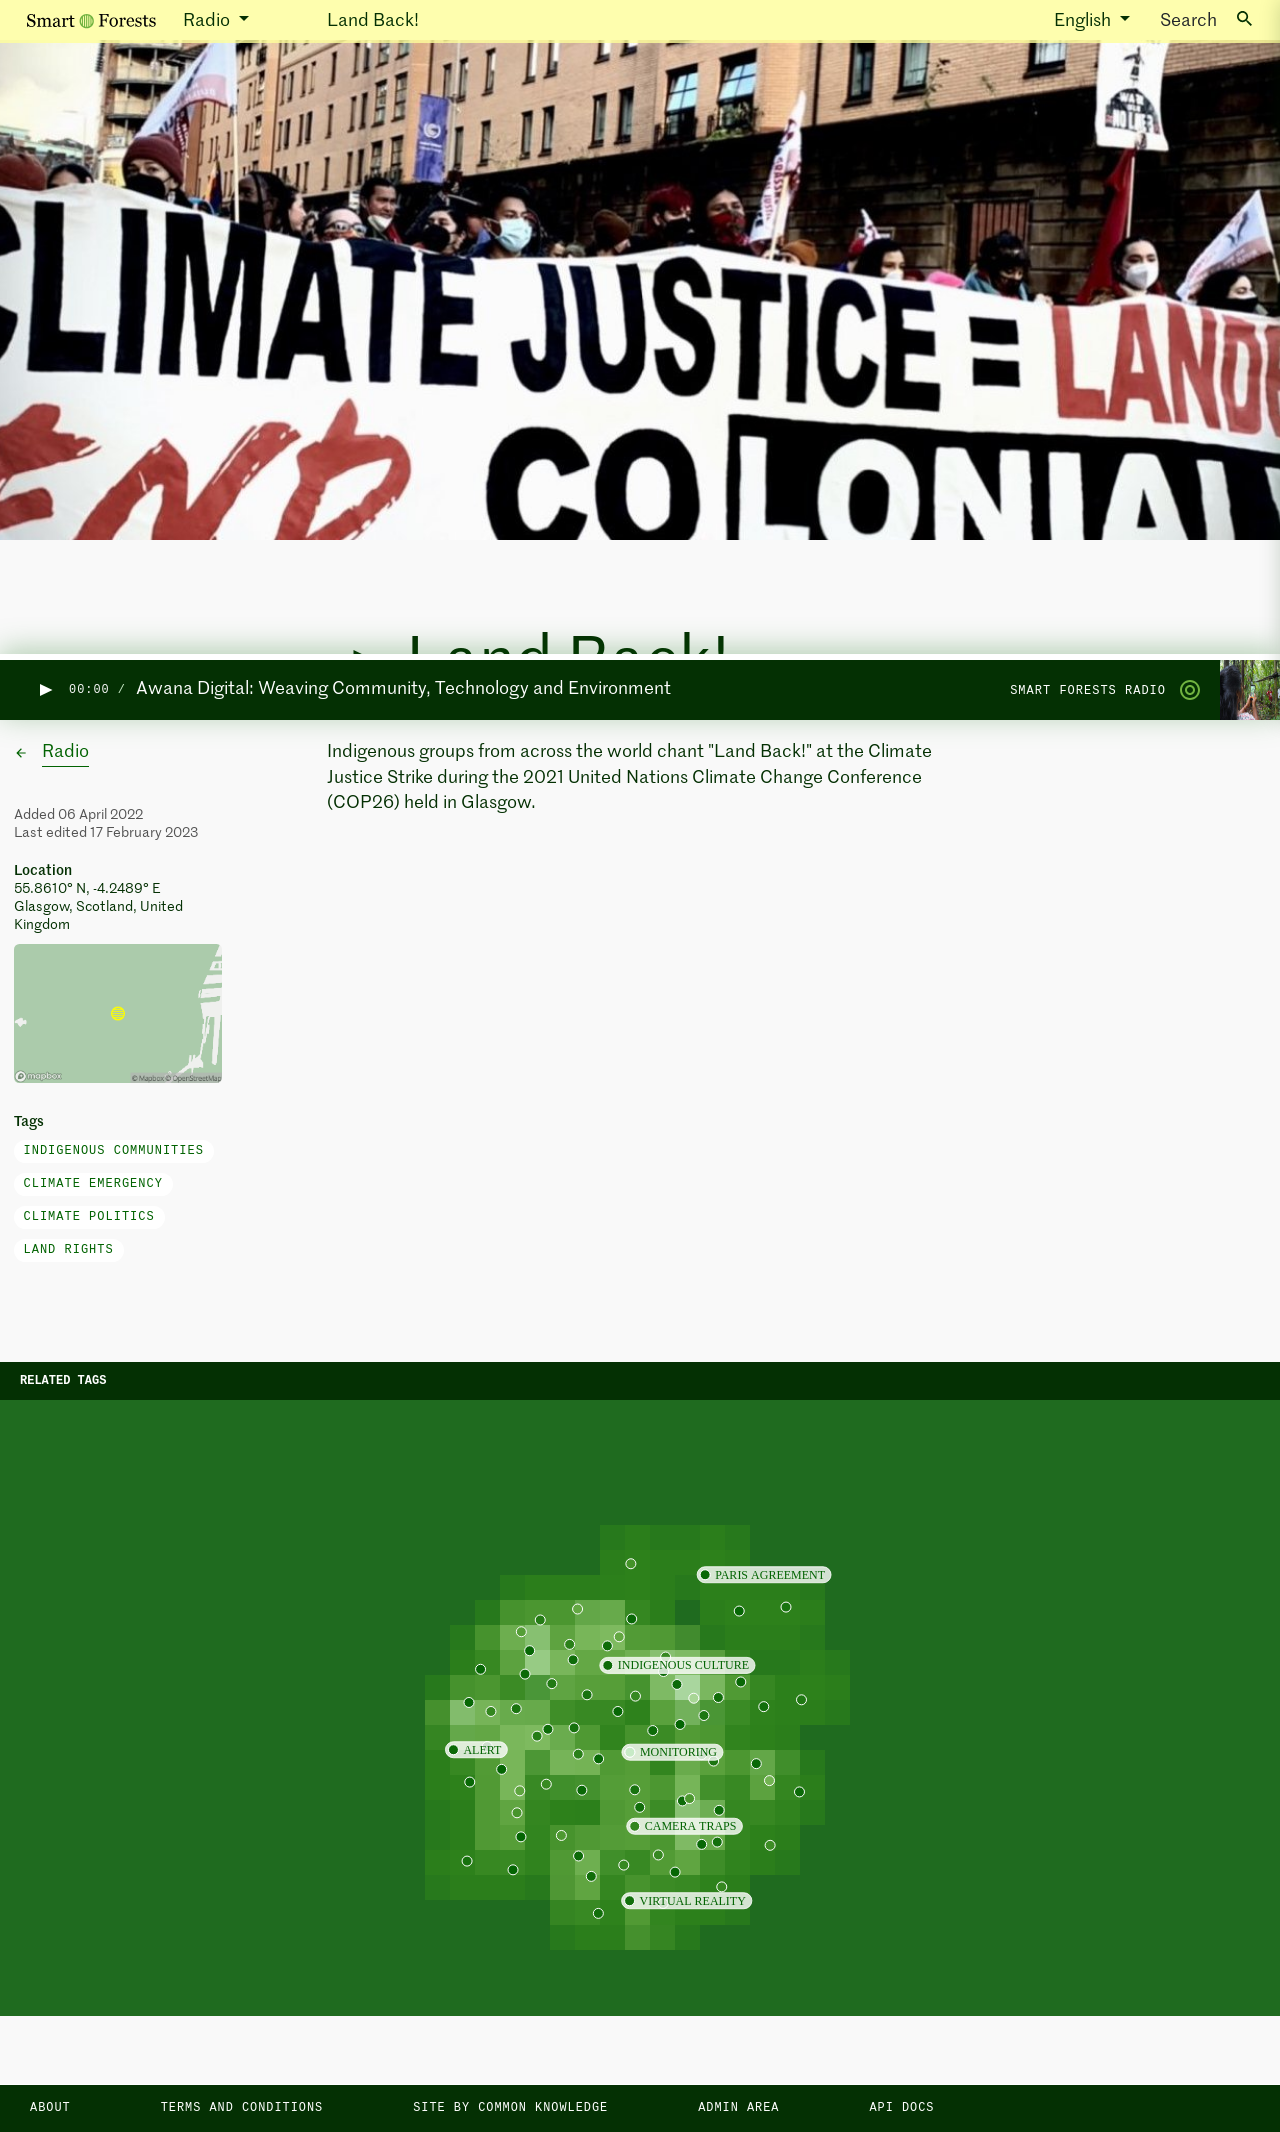 Smart Forests Radio Land Back! English Search
NO LIFE
CLIMATE JUSTICE = LAND
END COLONIAL
Land Back!
00:00 / Awana Digital: Weaving Community, Technology and Environment SMART FORESTS RADIO
Radio
Indigenous groups from across the world chant "Land Back!" at the Climate
Justice Strike during the 2021 United Nations Climate Change Conference
(COP26) held in Glasgow.
Added 06 April 2022
Last edited 17 February 2023
Location
55.8610° N, -4.2489° E
Glasgow, Scotland, United
Kingdom
mapbox © Mapbox © OpenStreetMap
Tags
INDIGENOUS COMMUNITIES
CLIMATE EMERGENCY
CLIMATE POLITICS
LAND RIGHTS
RELATED TAGS
PARIS AGREEMENT
INDIGENOUS CULTURE
ALERT
MONITORING
CAMERA TRAPS
VIRTUAL REALITY
ABOUT TERMS AND CONDITIONS SITE BY COMMON KNOWLEDGE ADMIN AREA API DOCS